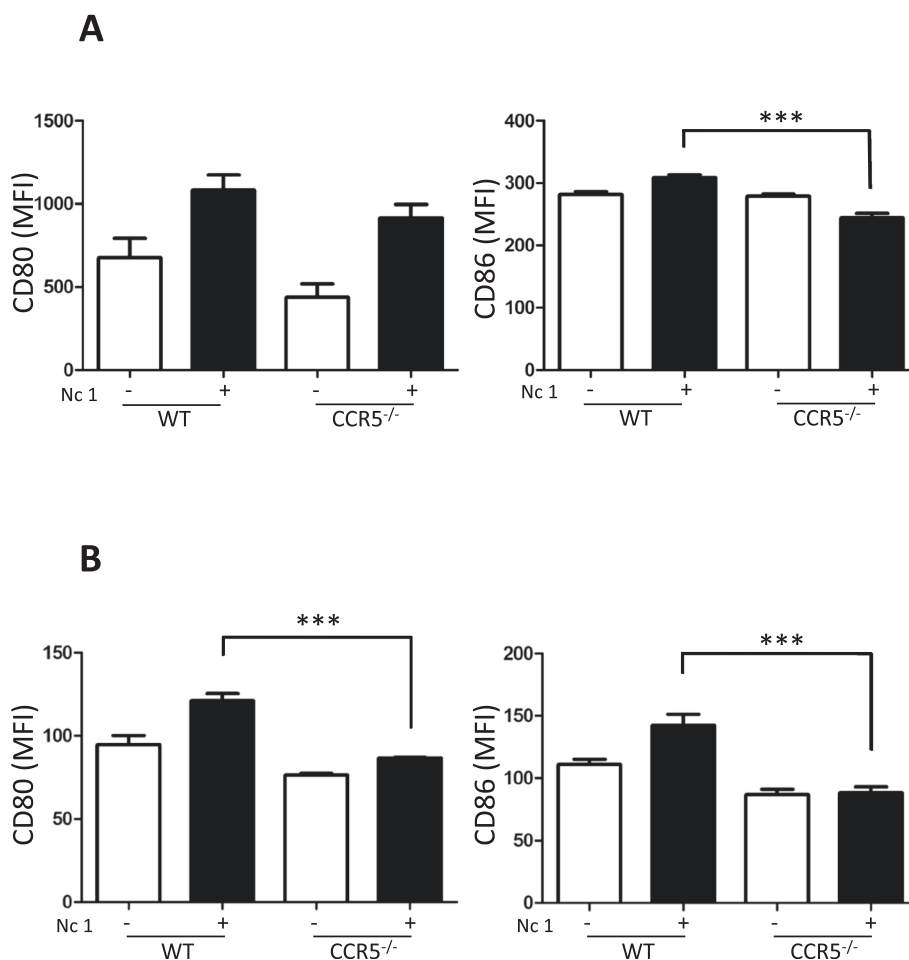 A
1500
1000
500
0
CD80 (MFI)
Nc 1 - + - +
WT CCR5-/-
***
400
300
200
100
0
CD86 (MFI)
Nc 1 - + - +
WT CCR5-/-
B
***
150
100
50
0
CD80 (MFI)
Nc 1 - + - +
WT CCR5-/-
***
200
150
100
50
0
CD86 (MFI)
Nc 1 - + - +
WT CCR5-/-